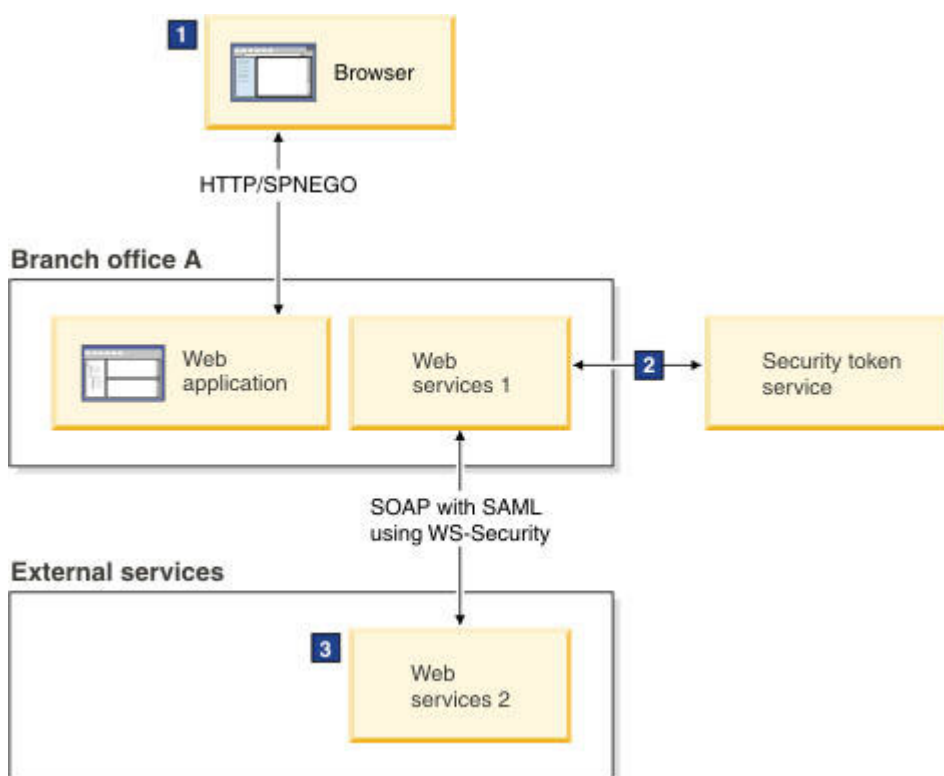 1
Browser
HTTP/SPNEGO
Branch office A
Web
application
Web
services 1
2
Security token
service
SOAP with SAML
using WS-Security
External services
3
Web
services 2